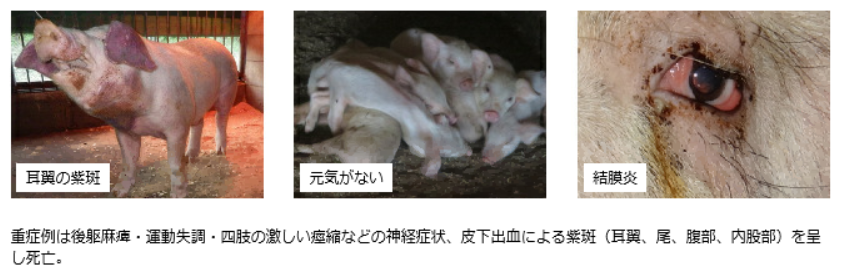 耳翼の紫斑
元気がない
結膜炎
重症例は後躯麻痺・運動失調・四肢の激しい痙縮などの神経症状、皮下出血による紫斑（耳翼、尾、腹部、内股部）を呈
し死亡。